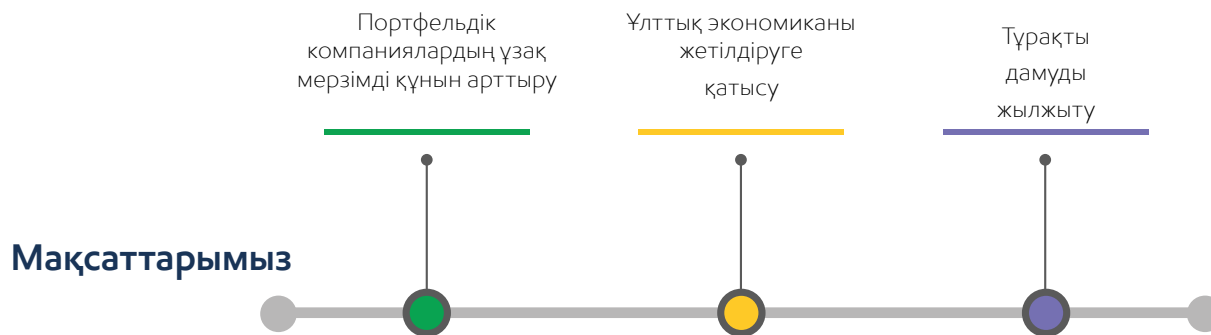 Портфельдік
компаниялардың ұзақ
мерзімді құнын арттыру
Ұлттық экономиканы
жетілдіруге
қатысу
Тұрақты
дамуды
жылжыту
Мақсаттарымыз